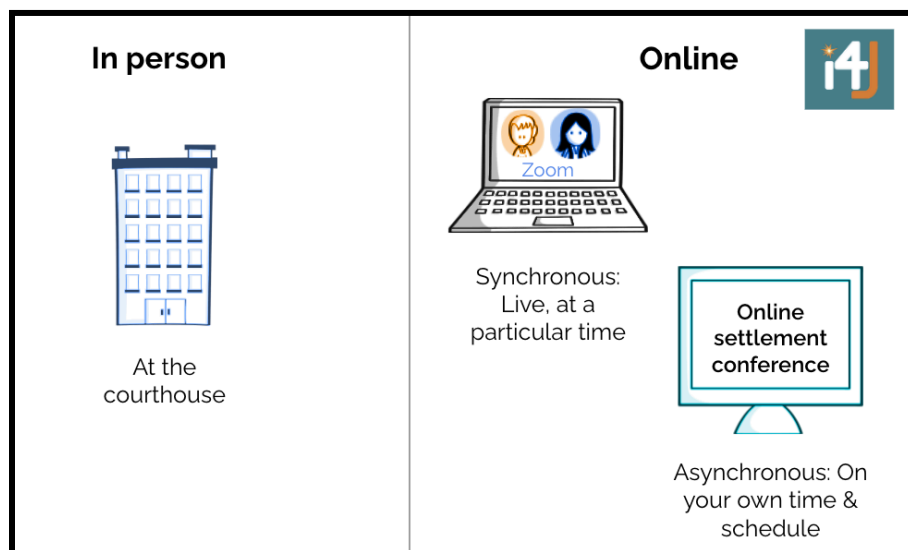 In person
At the
courthouse
Online
i4J
Zoom
Synchronous:
Live, at a
particular time
Online
settlement
conference
Asynchronous: On
your own time &
schedule